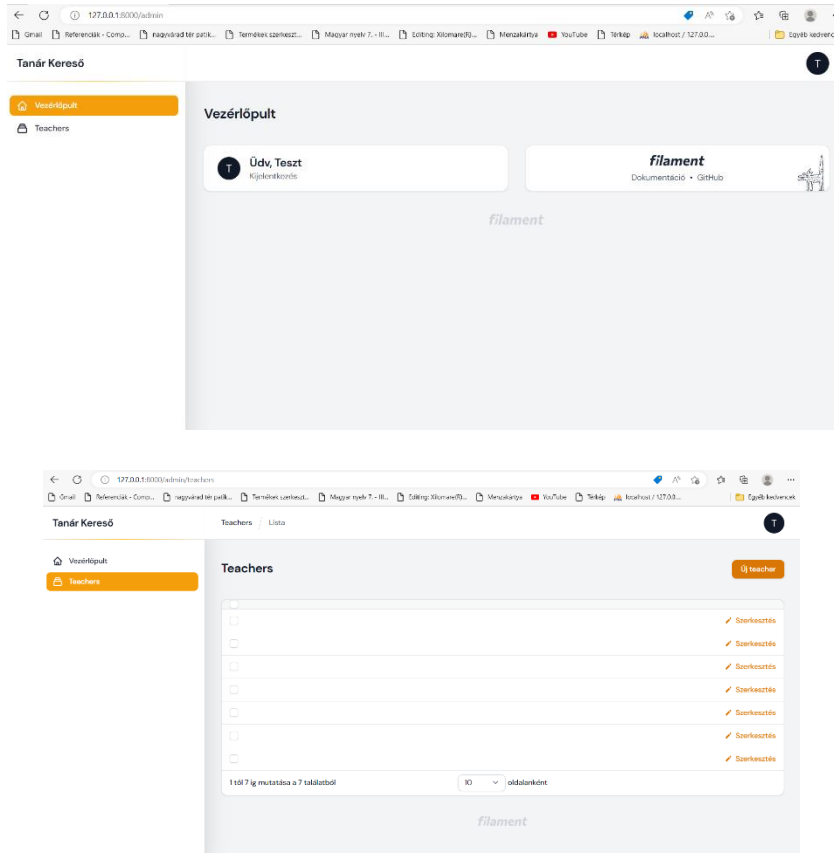 127.0.0.1:8000/admin
Gmail Referenciák - Comp... nagyvárad tér patik... Termékek szerkeszt... Magyar nyelv 7. - III... Editing: Xilomare(R)... Menzakártya YouTube Térkép localhost / 127.0.0... Egyéb kedvenc
Tanár Kereső T
Vezérlőpult
Teachers
Vezérlőpult
T Üdv, Teszt
Kijelentkezés
filament
Dokumentáció • GitHub
filament
127.0.0.1:8000/admin/teachers
Gmail Referenciák - Comp... nagyvárad tér patik... Termékek szerkeszt... Magyar nyelv 7. - III... Editing: Xilomare(R)... Menzakártya YouTube Térkép localhost / 127.0.0... Egyéb kedvencek
Tanár Kereső Teachers / Lista T
Vezérlőpult
Teachers
Teachers Új teacher
Szerkesztés
Szerkesztés
Szerkesztés
Szerkesztés
Szerkesztés
Szerkesztés
Szerkesztés
1 től 7 ig mutatása a 7 találatból 10 oldalanként
filament